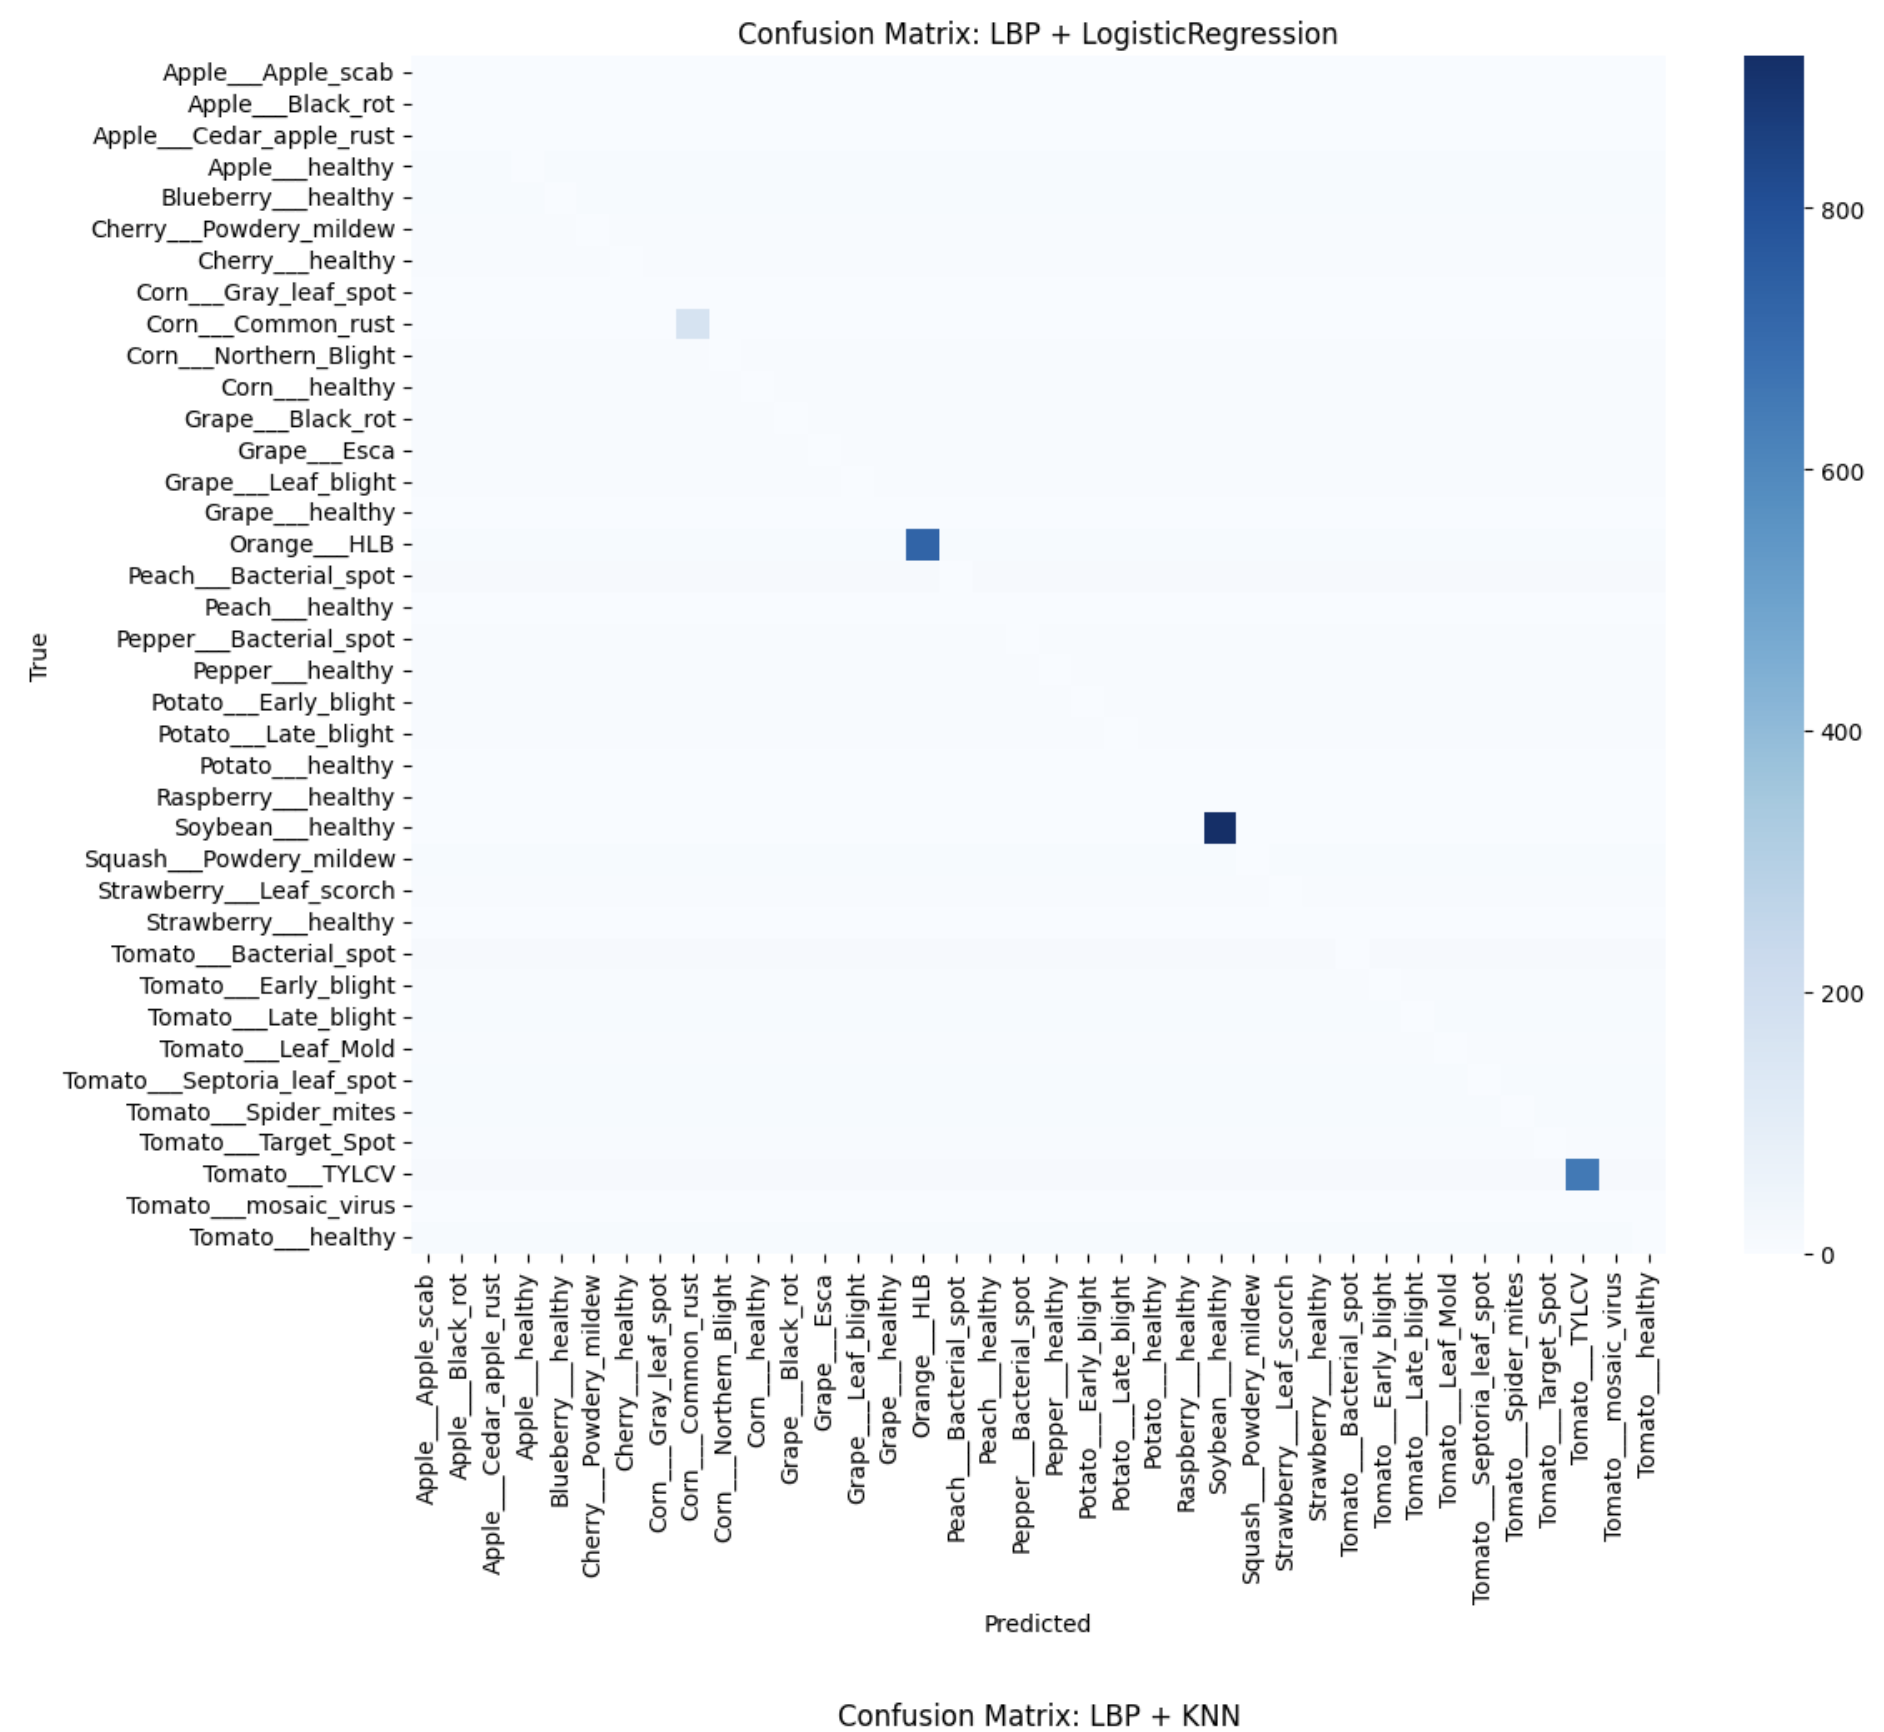 Confusion Matrix: LBP + LogisticRegression
Apple___Apple_scab
Apple___Black_rot
Apple___Cedar_apple_rust
Apple___healthy
Blueberry___healthy
Cherry___Powdery_mildew
Cherry___healthy
Corn___Gray_leaf_spot
Corn___Common_rust
Corn___Northern_Blight
Corn___healthy
Grape___Black_rot
Grape___Esca
Grape___Leaf_blight
Grape___healthy
Orange___HLB
Peach___Bacterial_spot
Peach___healthy
Pepper___Bacterial_spot
Pepper___healthy
Potato___Early_blight
Potato___Late_blight
Potato___healthy
Raspberry___healthy
Soybean___healthy
Squash___Powdery_mildew
Strawberry___Leaf_scorch
Strawberry___healthy
Tomato___Bacterial_spot
Tomato___Early_blight
Tomato___Late_blight
Tomato___Leaf_Mold
Tomato___Septoria_leaf_spot
Tomato___Spider_mites
Tomato___Target_Spot
Tomato___TYLCV
Tomato___mosaic_virus
Tomato___healthy
True
800
600
400
200
0
Apple___Apple_scab
Apple___Black_rot
Apple___Cedar_apple_rust
Apple___healthy
Blueberry___healthy
Cherry___Powdery_mildew
Cherry___healthy
Corn___Gray_leaf_spot
Corn___Common_rust
Corn___Northern_Blight
Corn___healthy
Grape___Black_rot
Grape___Esca
Grape___Leaf_blight
Grape___healthy
Orange___HLB
Peach___Bacterial_spot
Peach___healthy
Pepper___Bacterial_spot
Pepper___healthy
Potato___Early_blight
Potato___Late_blight
Potato___healthy
Raspberry___healthy
Soybean___healthy
Squash___Powdery_mildew
Strawberry___Leaf_scorch
Strawberry___healthy
Tomato___Bacterial_spot
Tomato___Early_blight
Tomato___Late_blight
Tomato___Leaf_Mold
Tomato___Septoria_leaf_spot
Tomato___Spider_mites
Tomato___Target_Spot
Tomato___TYLCV
Tomato___mosaic_virus
Tomato___healthy
Predicted
Confusion Matrix: LBP + KNN